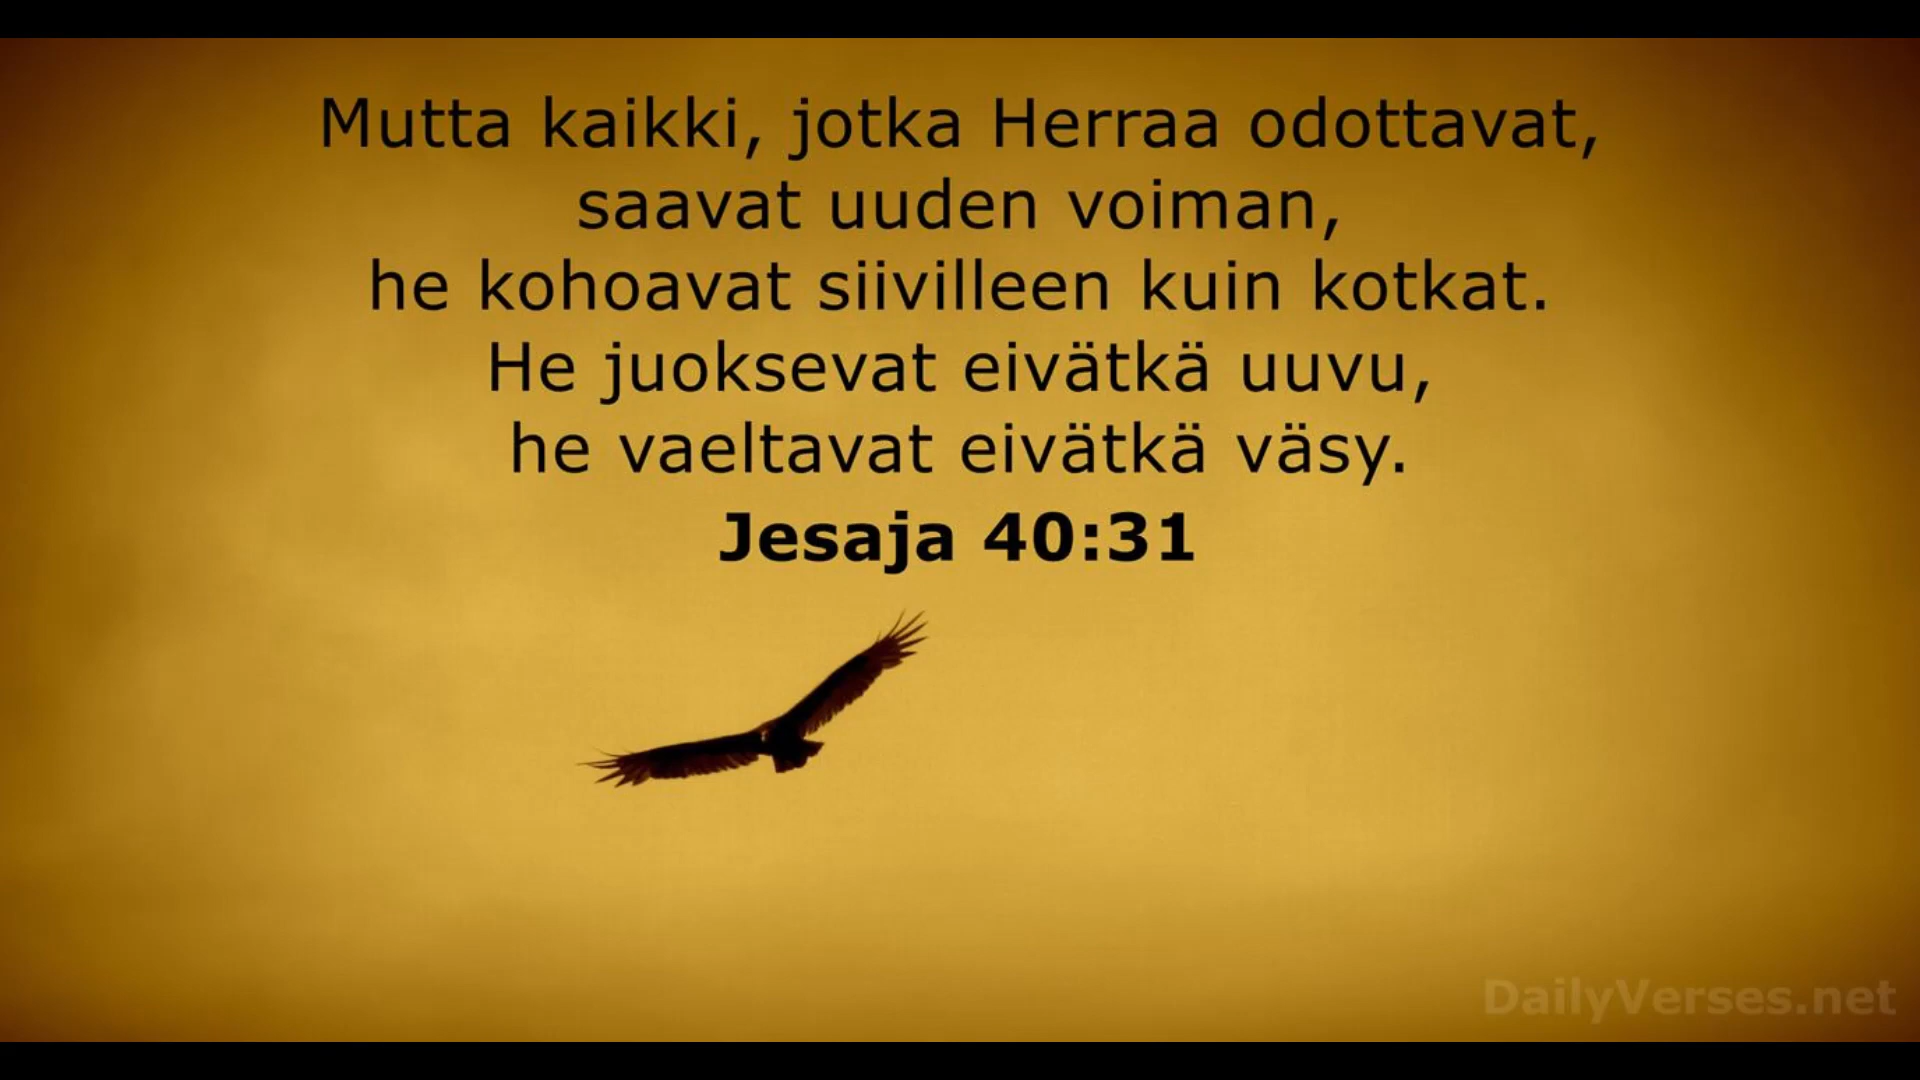 Mutta kaikki, jotka Herraa odottavat,
saavat uuden voiman,
he kohoavat siivilleen kuin kotkat.
He juoksevat eivätkä uuvu,
he vaeltavat eivätkä väsy.
Jesaja 40:31
DailyVerses.net